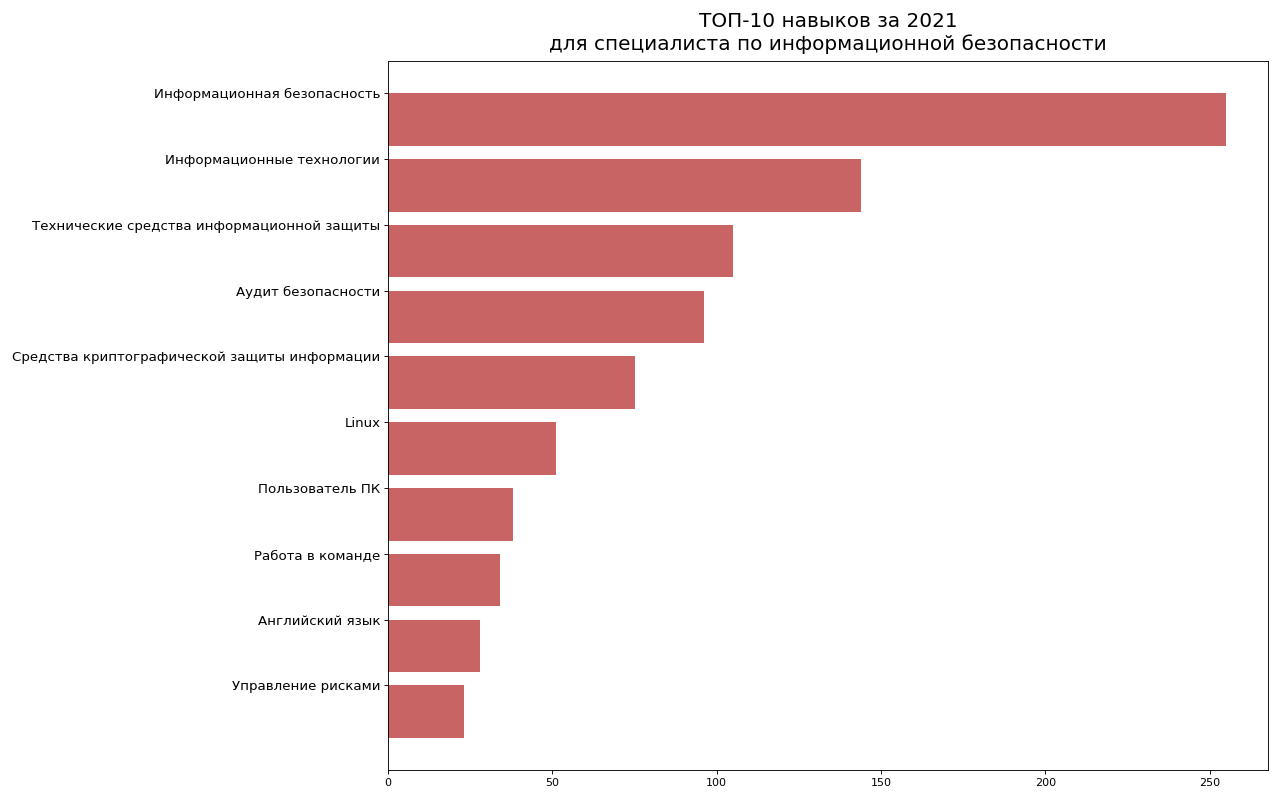 ТОП-10 навыков за 2021
для специалиста по информационной безопасности
Информационная безопасность
Информационные технологии
Технические средства информационной защиты
Аудит безопасности
Средства криптографической защиты информации
Linux
Пользователь ПК
Работа в команде
Английский язык
Управление рисками
0 50 100 150 200 250